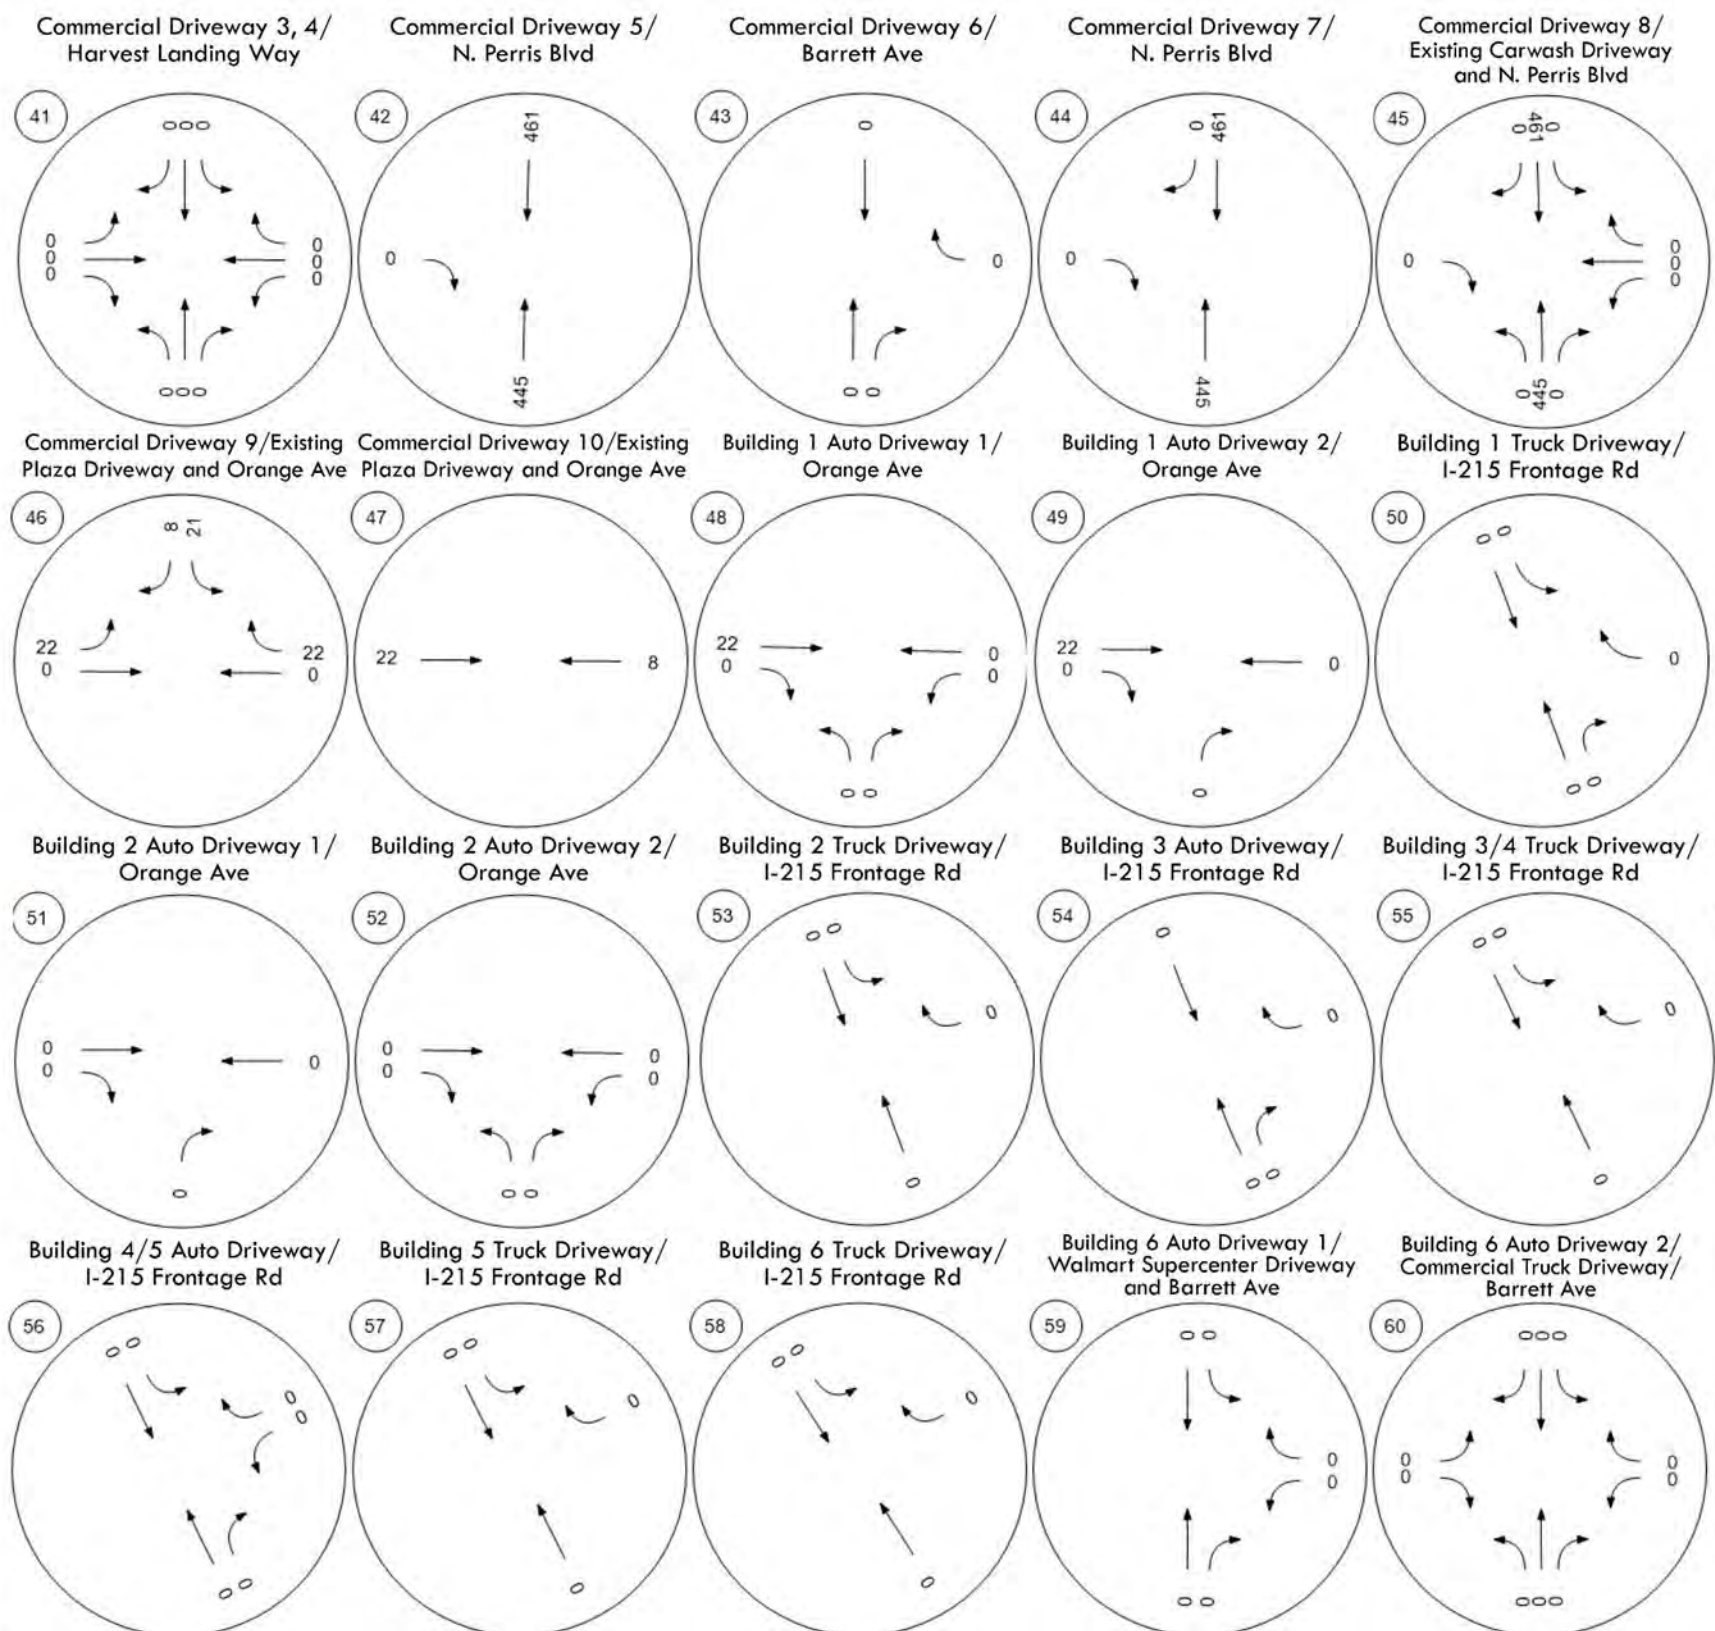 Commercial Driveway 3, 4/
Harvest Landing Way
Commercial Driveway 5/
N. Perris Blvd
Commercial Driveway 6/
Barrett Ave
Commercial Driveway 7/
N. Perris Blvd
Commercial Driveway 8/
Existing Carwash Driveway
and N. Perris Blvd
41
0 0 0
0
0
0
0
0
0
0 0 0
42
461
0
445
43
0
0
0 0
44
0 461
0
445
45
0 461 0
0
0
0
0
0 445 0
Commercial Driveway 9/Existing
Plaza Driveway and Orange Ave
Commercial Driveway 10/Existing
Plaza Driveway and Orange Ave
Building 1 Auto Driveway 1/
Orange Ave
Building 1 Auto Driveway 2/
Orange Ave
Building 1 Truck Driveway/
I-215 Frontage Rd
46
8 21
22
0
22
0
47
22
8
48
22
0
0
0
0 0
49
22
0
0
0
50
0 0
0
0 0
Building 2 Auto Driveway 1/
Orange Ave
Building 2 Auto Driveway 2/
Orange Ave
Building 2 Truck Driveway/
I-215 Frontage Rd
Building 3 Auto Driveway/
I-215 Frontage Rd
Building 3/4 Truck Driveway/
I-215 Frontage Rd
51
0
0
0
0
52
0
0
0
0
0 0
53
0 0
0
0
54
0
0
0 0
55
0 0
0
0
Building 4/5 Auto Driveway/
I-215 Frontage Rd
Building 5 Truck Driveway/
I-215 Frontage Rd
Building 6 Truck Driveway/
I-215 Frontage Rd
Building 6 Auto Driveway 1/
Walmart Supercenter Driveway
and Barrett Ave
Building 6 Auto Driveway 2/
Commercial Truck Driveway/
Barrett Ave
56
0 0
0
0
0 0
57
0 0
0
0
58
0 0
0
0
59
0 0
0
0
0 0
60
0 0 0
0
0
0
0
0 0 0